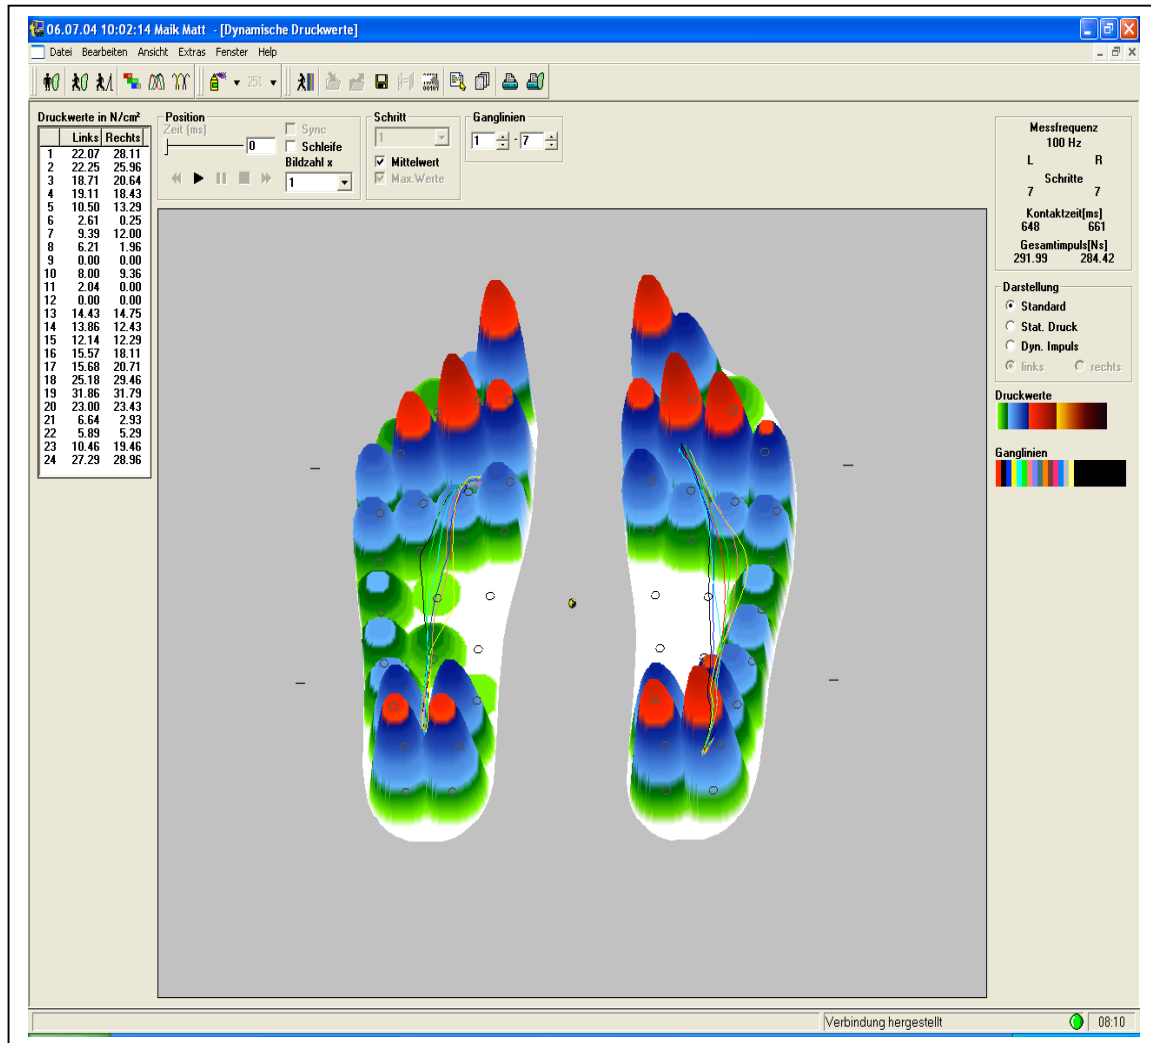 06.07.04 10:02:14 Maik Matt - [Dynamische Druckwerte]
Datei Bearbeiten Ansicht Extras Fenster Help
25%
Druckwerte in N/cm²
Links Rechts
1 22.07 28.11
2 22.25 25.96
3 18.71 20.64
4 19.11 18.43
5 10.50 13.29
6 2.61 0.25
7 9.39 12.00
8 6.21 1.96
9 0.00 0.00
10 8.00 9.36
11 2.04 0.00
12 0.00 0.00
13 14.43 14.75
14 13.86 12.43
15 12.14 12.29
16 15.57 18.11
17 15.68 20.71
18 25.18 29.46
19 31.86 31.79
20 23.00 23.43
21 6.64 2.93
22 5.89 5.29
23 10.46 19.46
24 27.29 28.96
Position
Zeit (ms)
0
Sync
Schleife
Bildzahl x
1
Schritt
1
Mittelwert
Max.Werte
Ganglinien
1 - 7
Messfrequenz
100 Hz
L R
Schritte
7 7
Kontaktzeit[ms]
648 661
Gesamtimpuls[Ns]
291.99 284.42
Darstellung
Standard
Stat. Druck
Dyn. Impuls
links rechts
Druckwerte
Ganglinien
Verbindung hergestellt
08:10